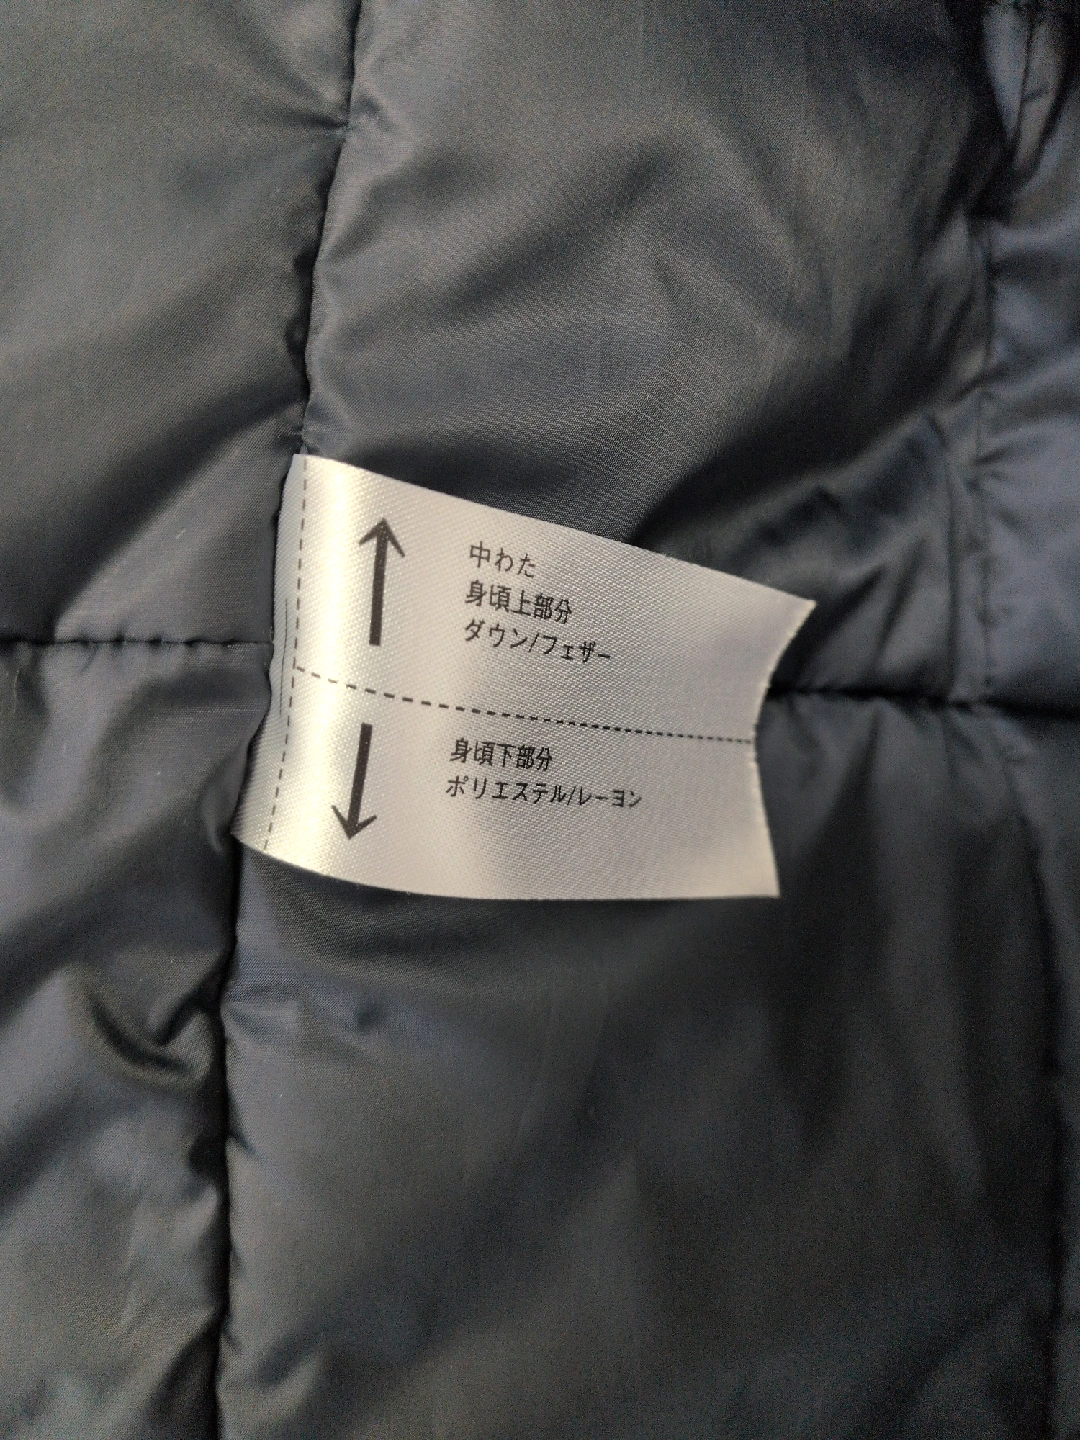 中わた
身頃上部分
ダウン/フェザー
身頃下部分
ポリエステル/レーヨン